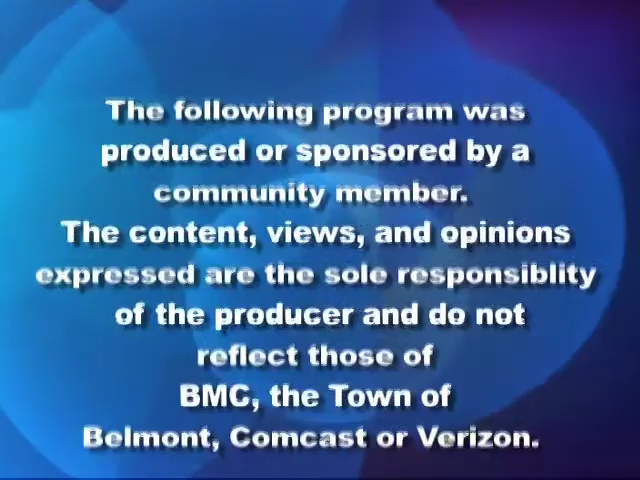 The following program was
produced or sponsored by a
community member.
The content, views, and opinions
expressed are the sole responsiblity
of the producer and do not
reflect those of
BMC, the Town of
Belmont, Comcast or Verizon.